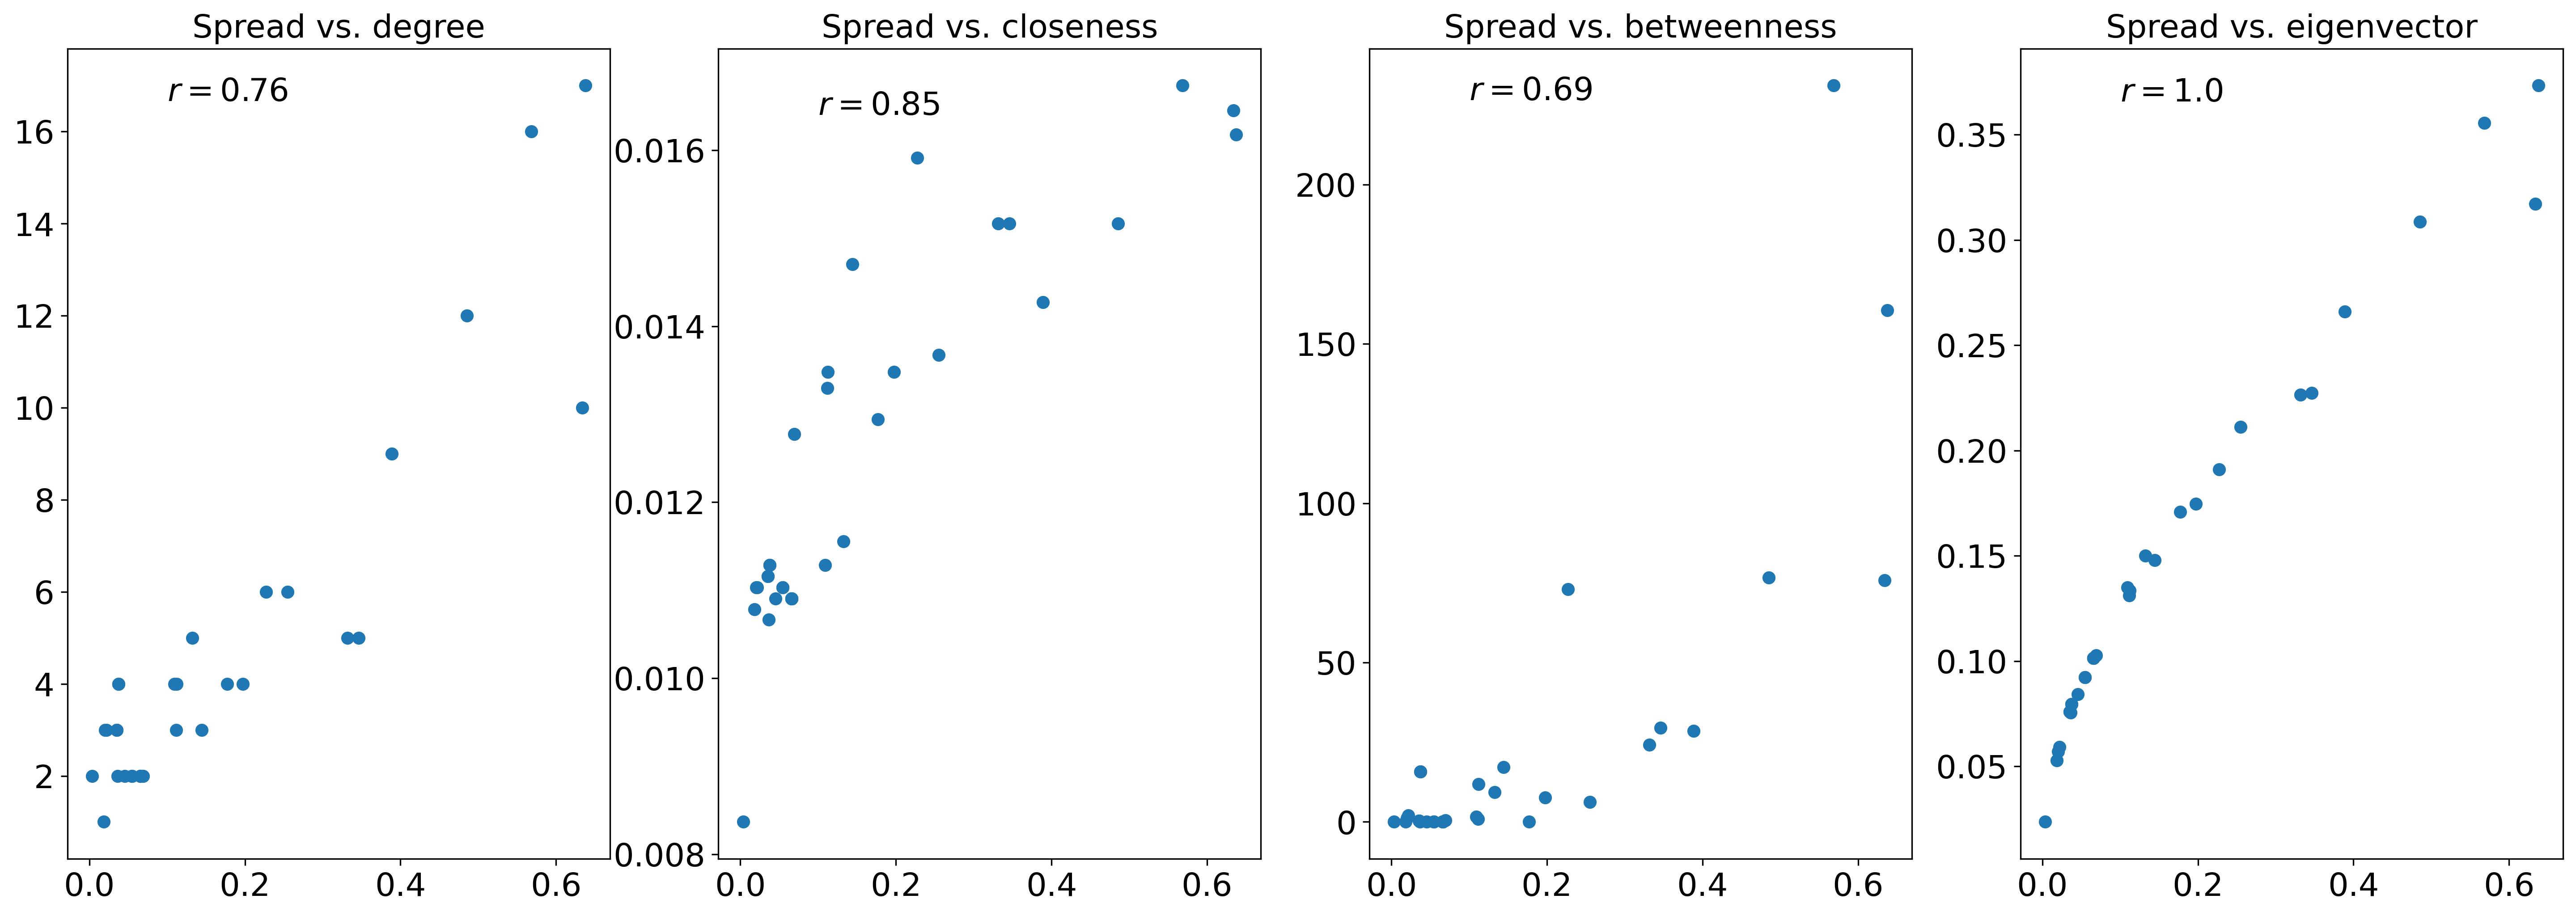 Spread vs. degree
r = 0.76
16
14
12
10
8
6
4
2
0.0 0.2 0.4 0.6
Spread vs. closeness
r = 0.85
0.016
0.014
0.012
0.010
0.008
0.0 0.2 0.4 0.6
Spread vs. betweenness
r = 0.69
200
150
100
50
0
0.0 0.2 0.4 0.6
Spread vs. eigenvector
r = 1.0
0.35
0.30
0.25
0.20
0.15
0.10
0.05
0.0 0.2 0.4 0.6